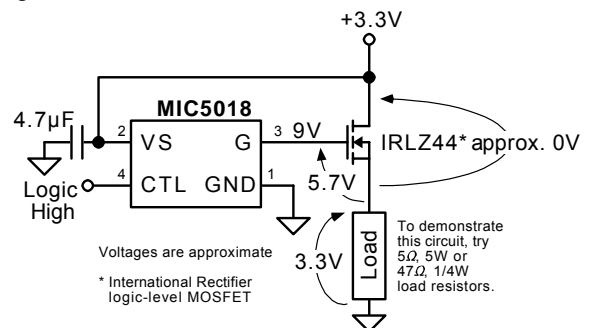 +3.3V
4.7µF
MIC5018
2
VS
G
3
9V
IRLZ44* approx. 0V
4
CTL
GND
1
5.7V
Logic
High
Load
3.3V
To demonstrate
this circuit, try
5Ω, 5W or
47Ω, 1/4W
load resistors.
Voltages are approximate
* International Rectifier
logic-level MOSFET